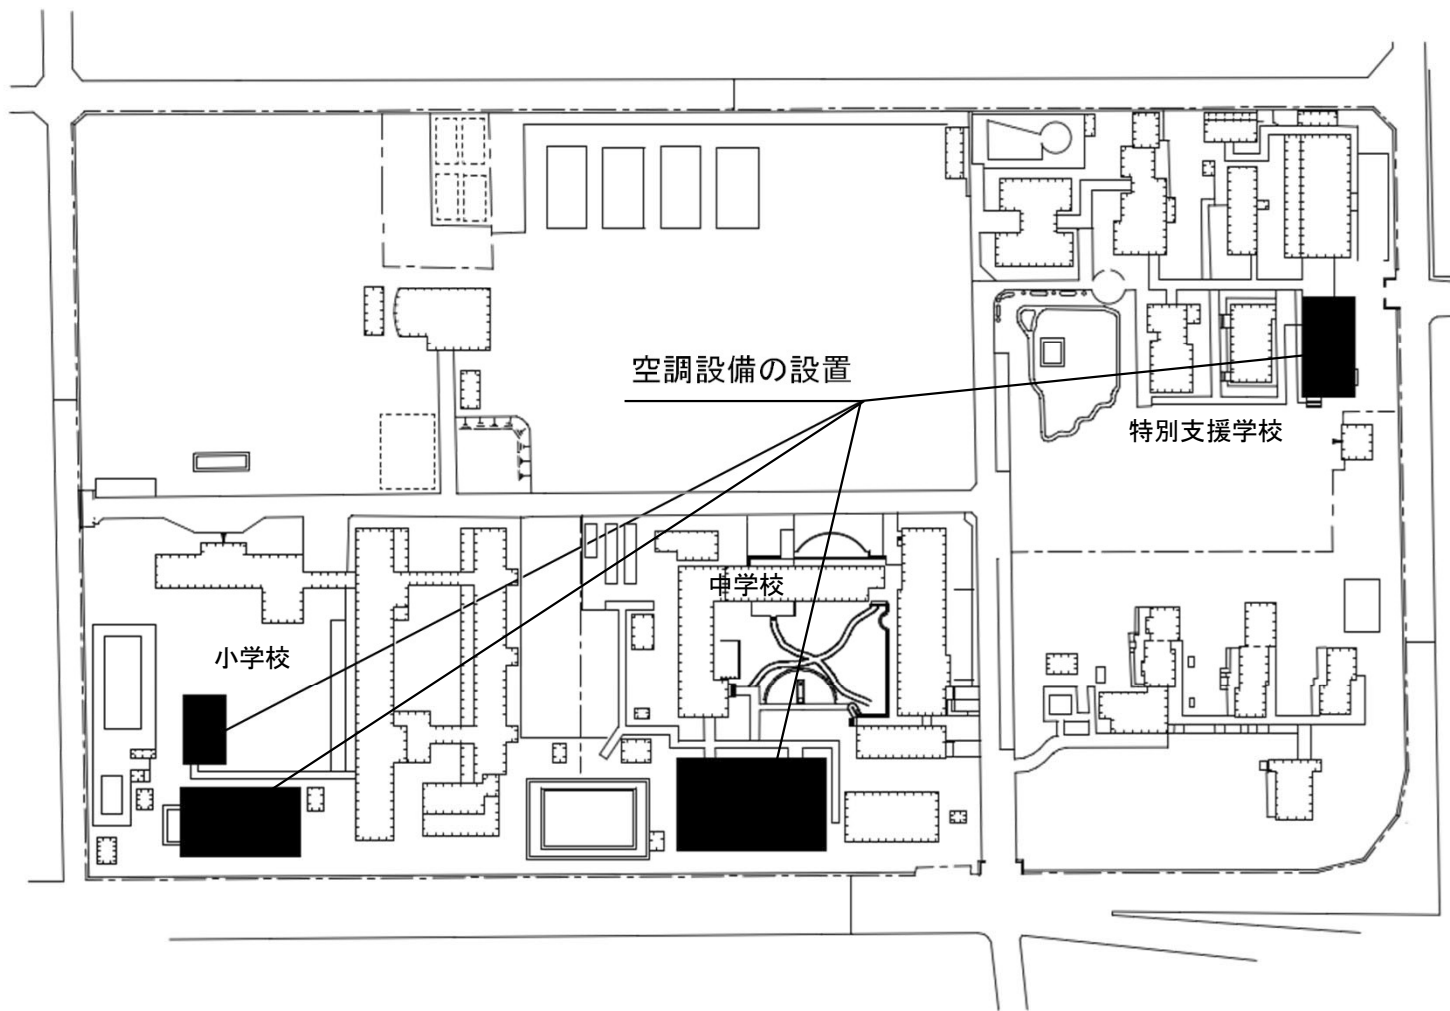 空調設備の設置
特別支援学校
中学校
小学校